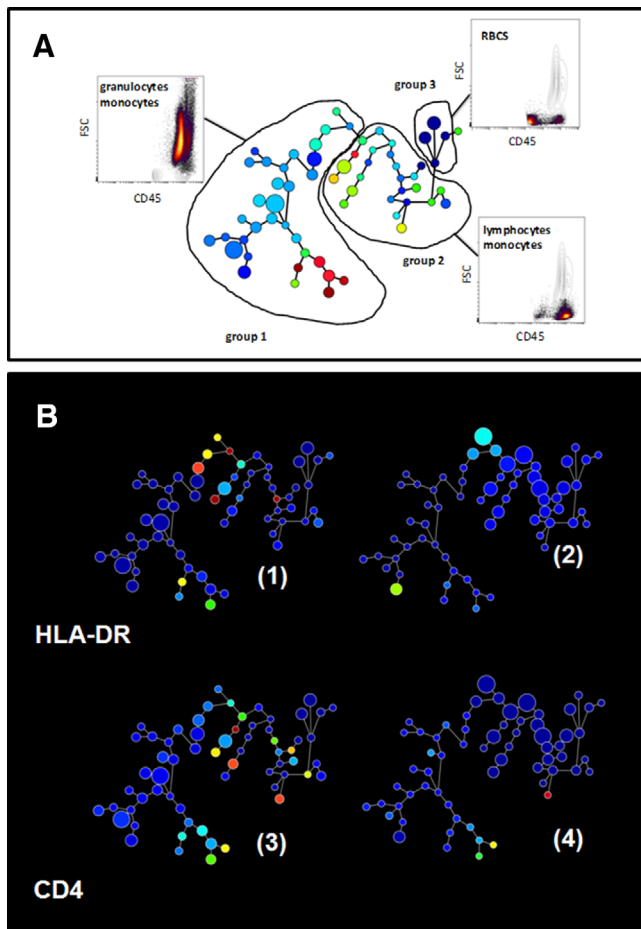 A
granulocytes
monocytes
FSC
CD45
group 1
group 2
group 3
RBCS
FSC
CD45
lymphocytes
monocytes
FSC
CD45
B
(1)
(2)
HLA-DR
(3)
(4)
CD4